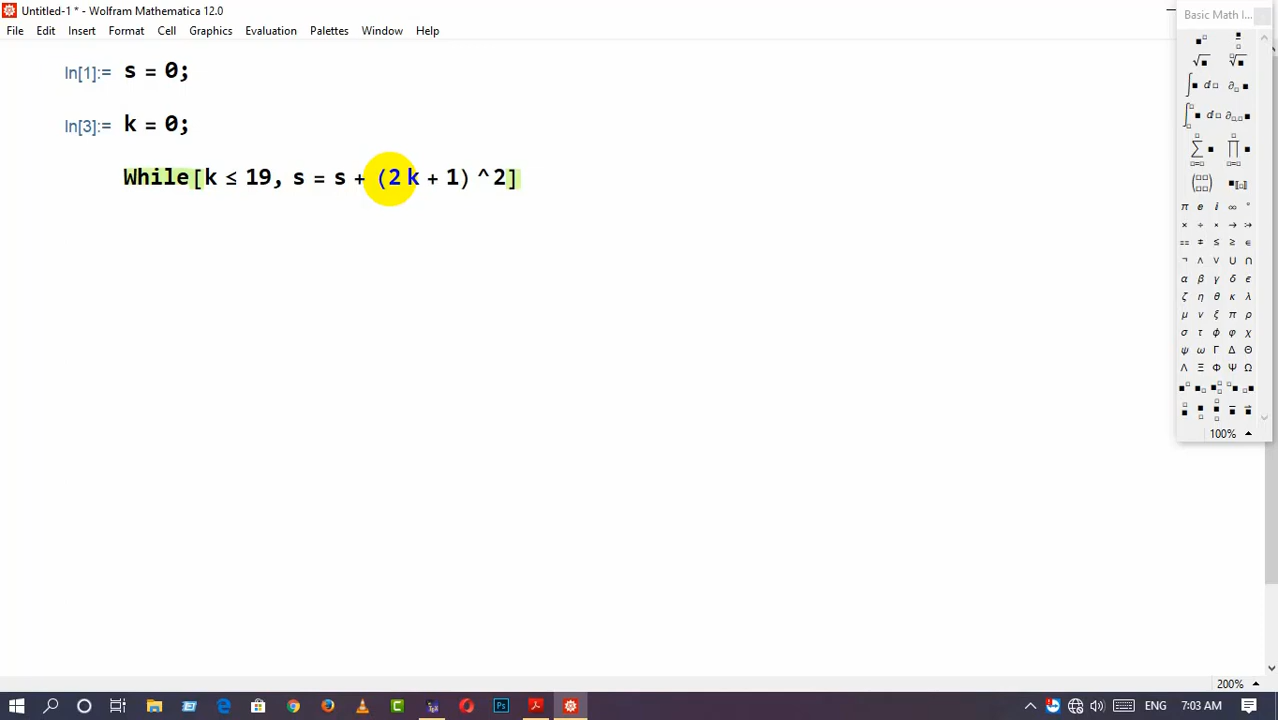 Untitled-1 * - Wolfram Mathematica 12.0
File Edit Insert Format Cell Graphics Evaluation Palettes Window Help
Basic Math I...
In[1]:= s = 0;
In[3]:= k = 0;
While[k ≤ 19, s = s + (2 k + 1) ^ 2]
π e i ∞ °
× ÷ × → ↣
== ≠ ≤ ≥ ∈
¬ ∧ ∨ ∪ ∩
α β γ δ ϵ
ζ η θ κ λ
μ ν ξ π ρ
σ τ ϕ φ χ
ψ ω Γ Δ Θ
Λ Ξ Φ Ψ Ω
100%
200%
ENG 7:03 AM